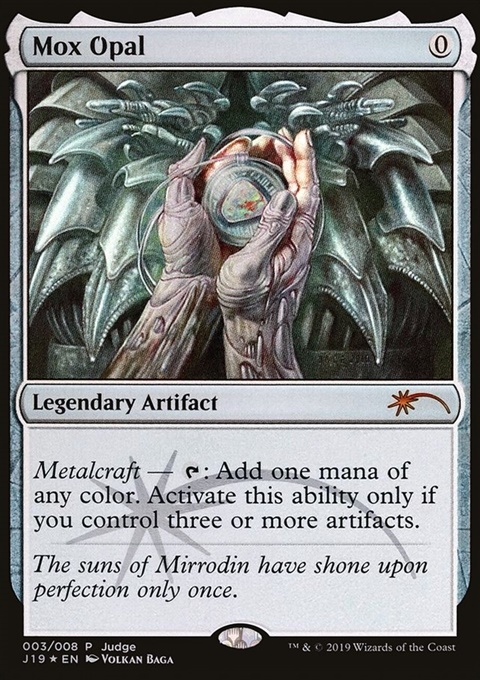 Mox Opal 0
Legendary Artifact
Metalcraft — : Add one mana of
any color. Activate this ability only if
you control three or more artifacts.
The suns of Mirrodin have shone upon
perfection only once.
003/008 P Judge
J19 ★ EN VOLKAN BAGA
™ & © 2019 Wizards of the Coast